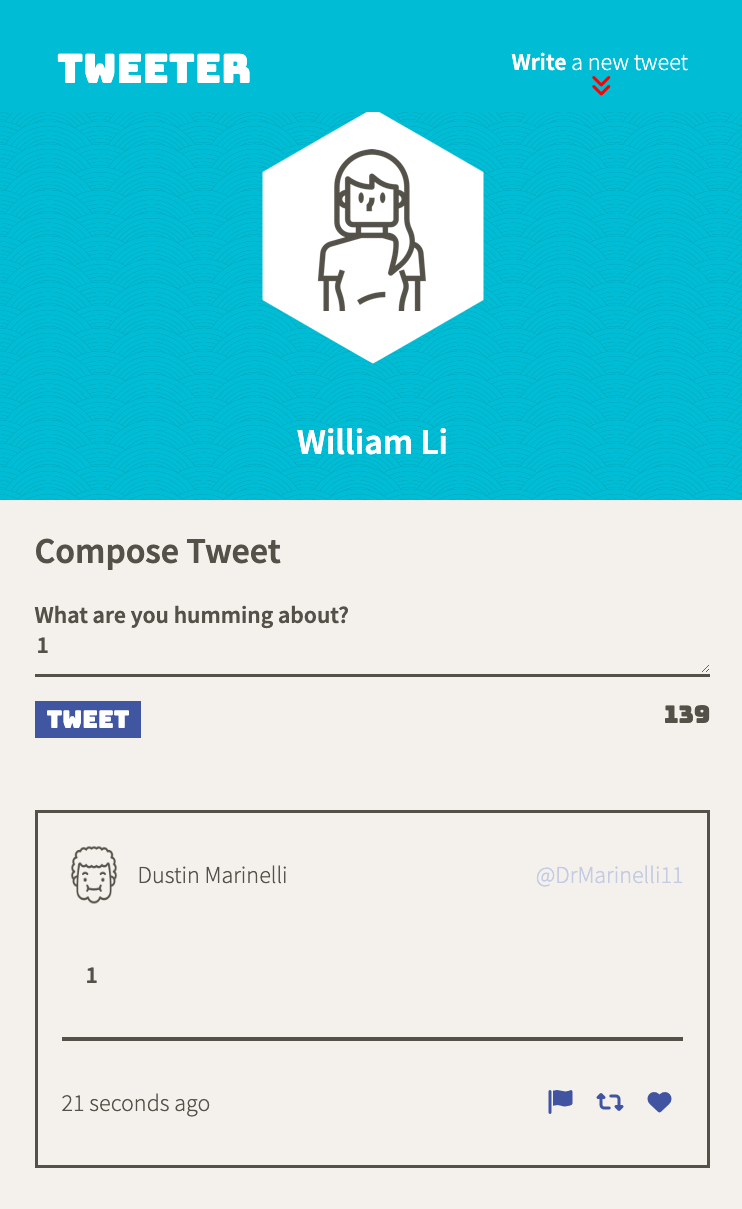 TWEETER
Write a new tweet
William Li
Compose Tweet
What are you humming about?
1
TWEET
139
Dustin Marinelli
@DrMarinelli11
1
21 seconds ago